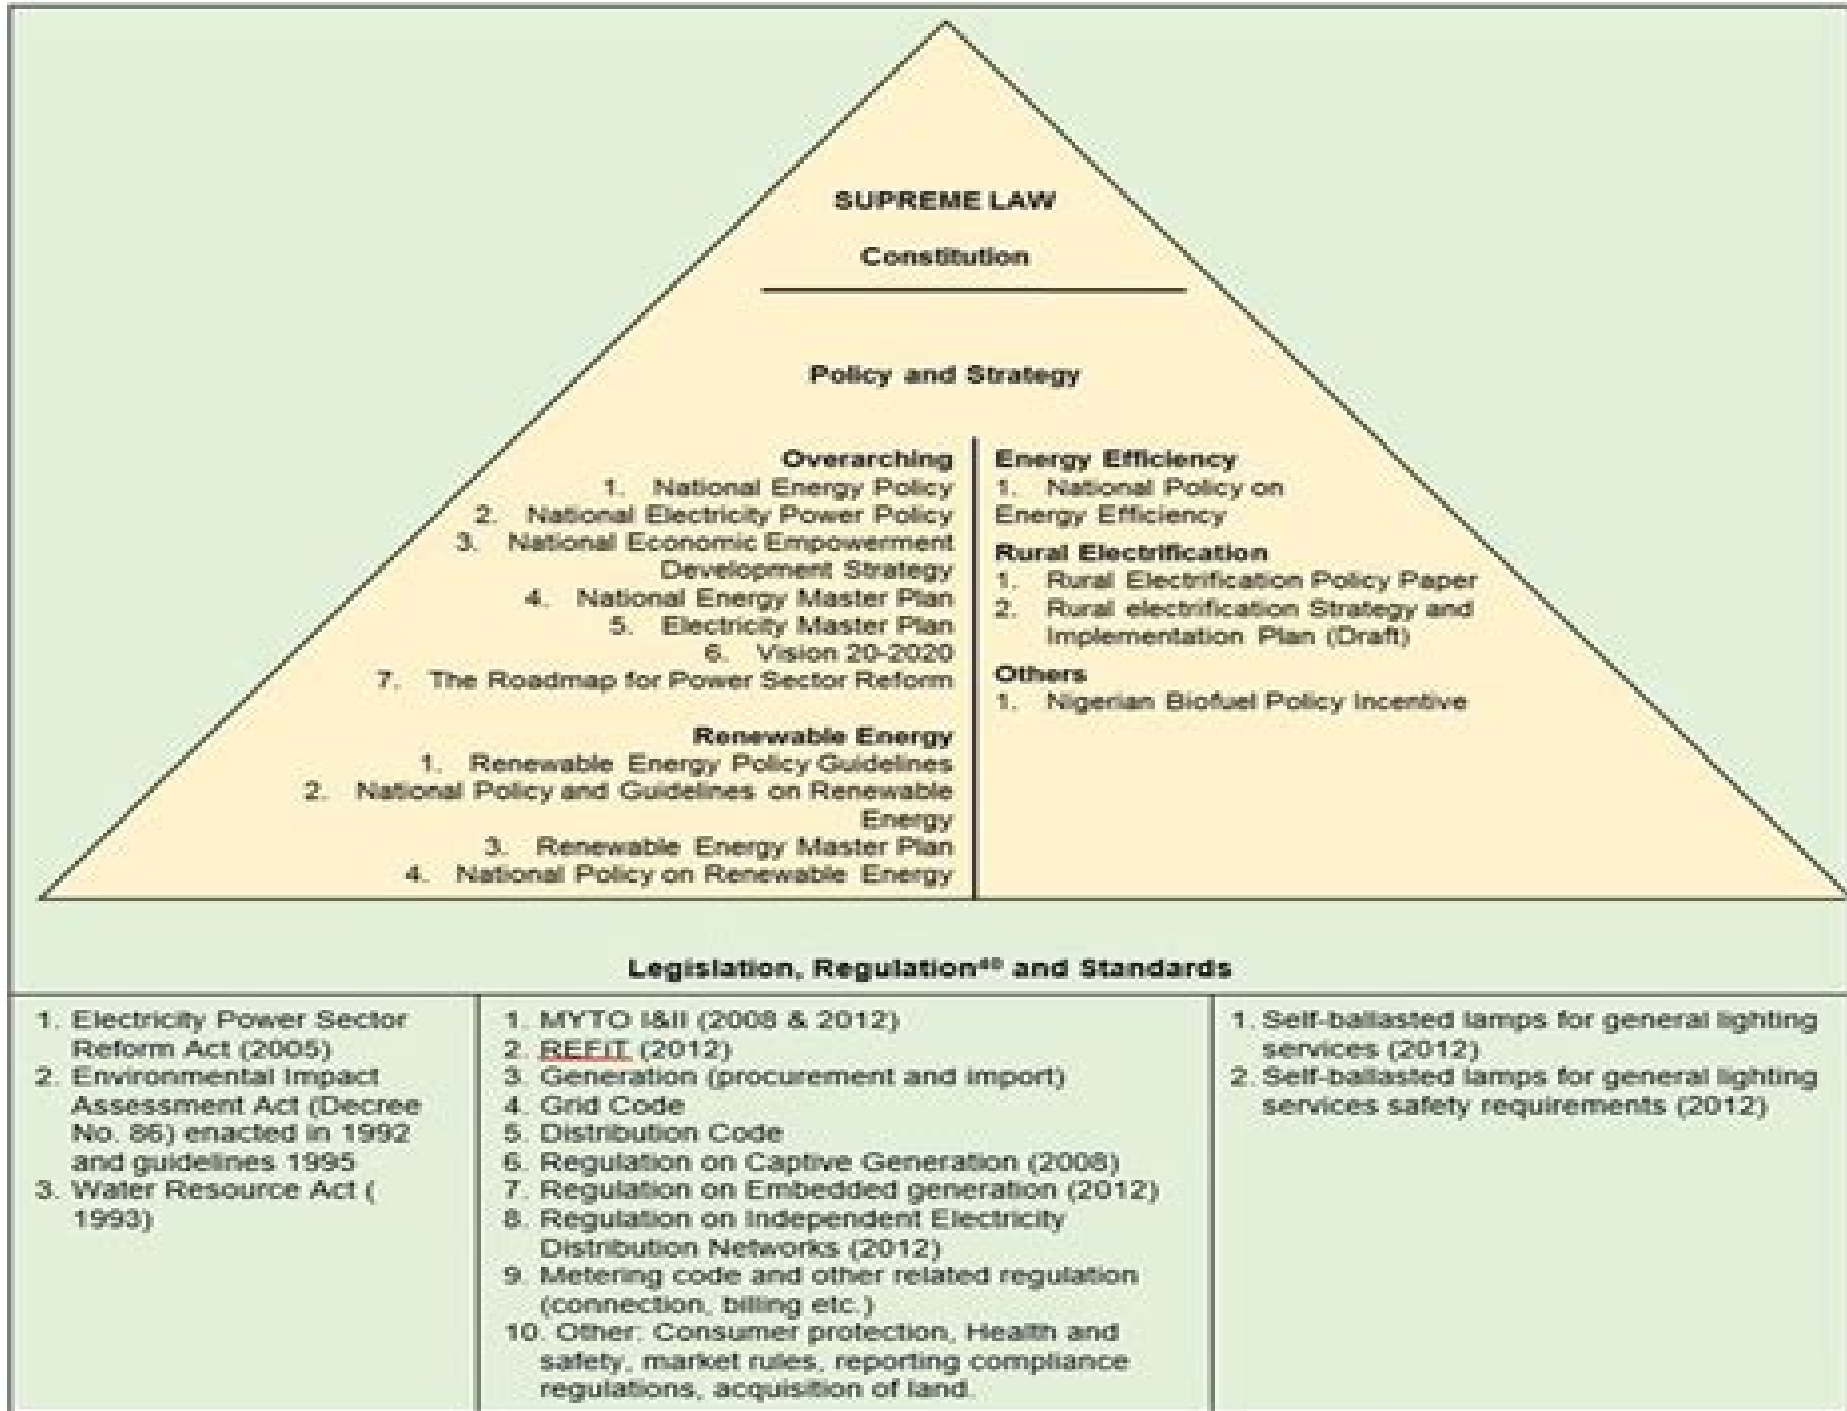 SUPREME LAW
Constitution
Policy and Strategy
Overarching
1. National Energy Policy
2. National Electricity Power Policy
3. National Economic Empowerment
Development Strategy
4. National Energy Master Plan
5. Electricity Master Plan
6. Vision 20-2020
7. The Roadmap for Power Sector Reform
Renewable Energy
1. Renewable Energy Policy Guidelines
2. National Policy and Guidelines on Renewable
Energy
3. Renewable Energy Master Plan
4. National Policy on Renewable Energy
Energy Efficiency
1. National Policy on
Energy Efficiency
Rural Electrification
1. Rural Electrification Policy Paper
2. Rural electrification Strategy and
Implementation Plan (Draft)
Others
1. Nigerian Biofuel Policy Incentive
Legislation, Regulation⁴⁰ and Standards
1. Electricity Power Sector
Reform Act (2005)
2. Environmental Impact
Assessment Act (Decree
No. 86) enacted in 1992
and guidelines 1995
3. Water Resource Act (
1993)
1. MYTO I&II (2008 & 2012)
2. REFiT (2012)
3. Generation (procurement and import)
4. Grid Code
5. Distribution Code
6. Regulation on Captive Generation (2008)
7. Regulation on Embedded generation (2012)
8. Regulation on Independent Electricity
Distribution Networks (2012)
9. Metering code and other related regulation
(connection, billing etc.)
10. Other: Consumer protection, Health and
safety, market rules, reporting compliance
regulations, acquisition of land.
1. Self-ballasted lamps for general lighting
services (2012)
2. Self-ballasted lamps for general lighting
services safety requirements (2012)